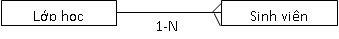 Lớp học
1-N
Sinh viên